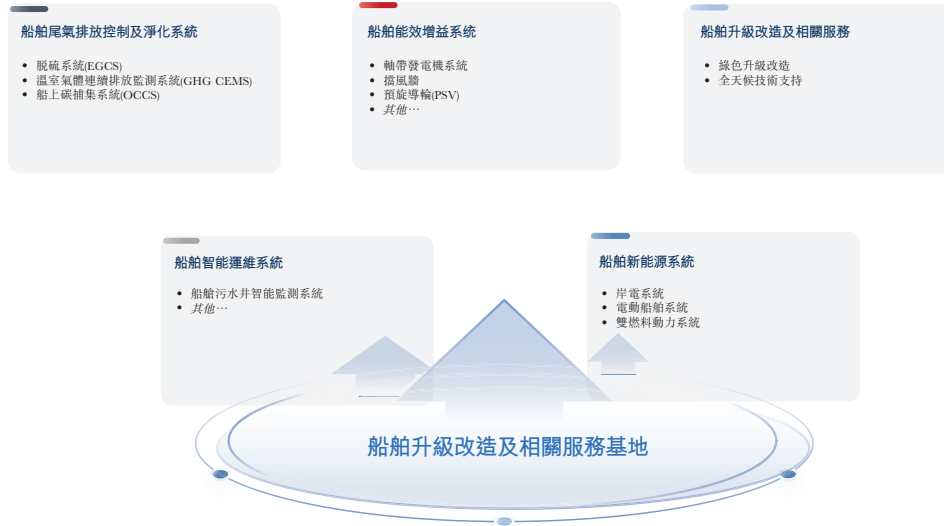 船舶尾氣排放控制及淨化系統
脱硫系統(EGCS)
溫室氣體連續排放監測系統(GHG CEMS)
船上碳捕集系統(OCCS)
船舶能效增益系統
軸帶發電機系統
擋風牆
預旋導輪(PSV)
其他⋯
船舶升級改造及相關服務
綠色升級改造
全天候技術支持
船舶智能運維系統
船艙污水井智能監測系統
其他⋯
船舶新能源系統
岸電系統
電動船舶系統
雙燃料動力系統
船舶升級改造及相關服務基地